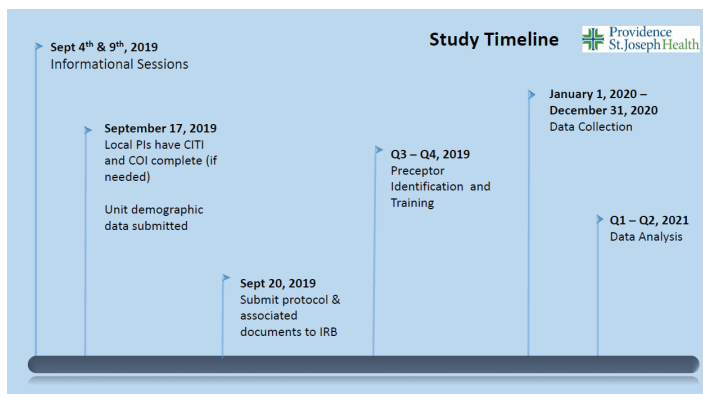 Study Timeline
Providence
St.Joseph Health
Sept 4th & 9th, 2019
Informational Sessions
September 17, 2019
Local PIs have CITI
and COI complete (if
needed)
Unit demographic
data submitted
Sept 20, 2019
Submit protocol &
associated
documents to IRB
Q3 – Q4, 2019
Preceptor
Identification and
Training
January 1, 2020 –
December 31, 2020
Data Collection
Q1 – Q2, 2021
Data Analysis